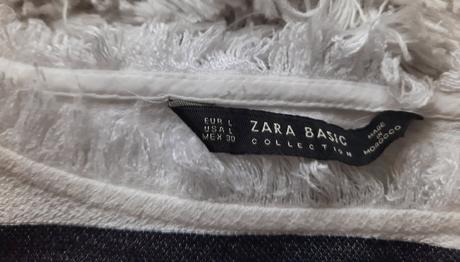 EUR L
USA L
MEX 30
ZARA BASIC
COLLECTION
MADE
IN
MOROCCO